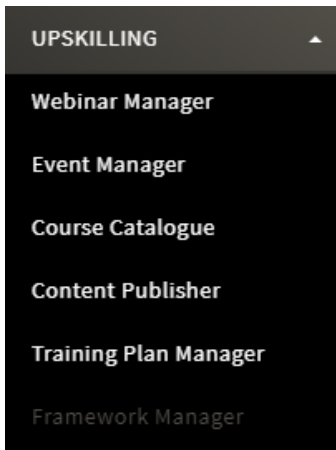 UPSKILLING
Webinar Manager
Event Manager
Course Catalogue
Content Publisher
Training Plan Manager
Framework Manager